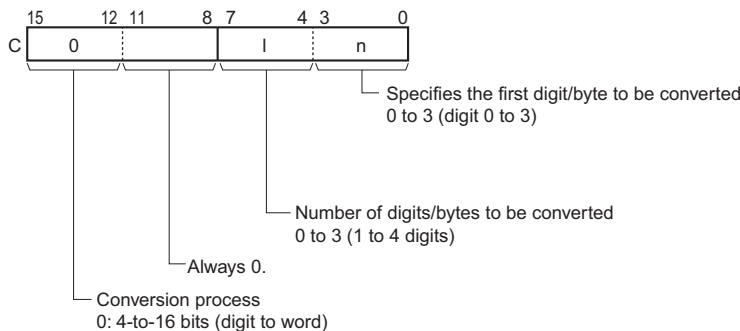 15 12 11 8 7 4 3 0
C 0 l n
Specifies the first digit/byte to be converted
0 to 3 (digit 0 to 3)
Number of digits/bytes to be converted
0 to 3 (1 to 4 digits)
Always 0.
Conversion process
0: 4-to-16 bits (digit to word)